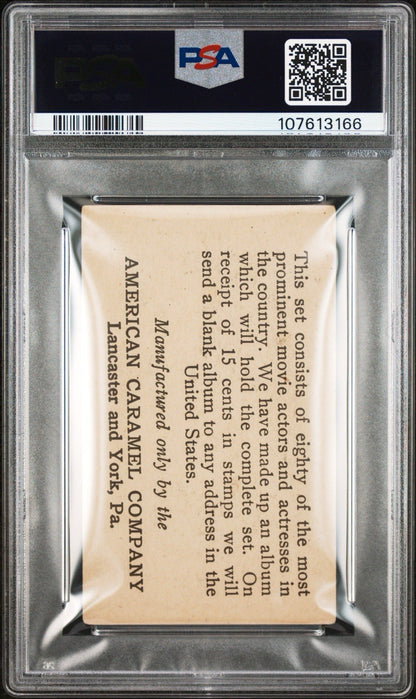 PSA
107613166
This set consists of eighty of the most
prominent movie actors and actresses in
the country. We have made up an album
which will hold the complete set. On
receipt of 15 cents in stamps we will
send a blank album to any address in the
United States.
Manufactured only by the
AMERICAN CARAMEL COMPANY
Lancaster and York, Pa.